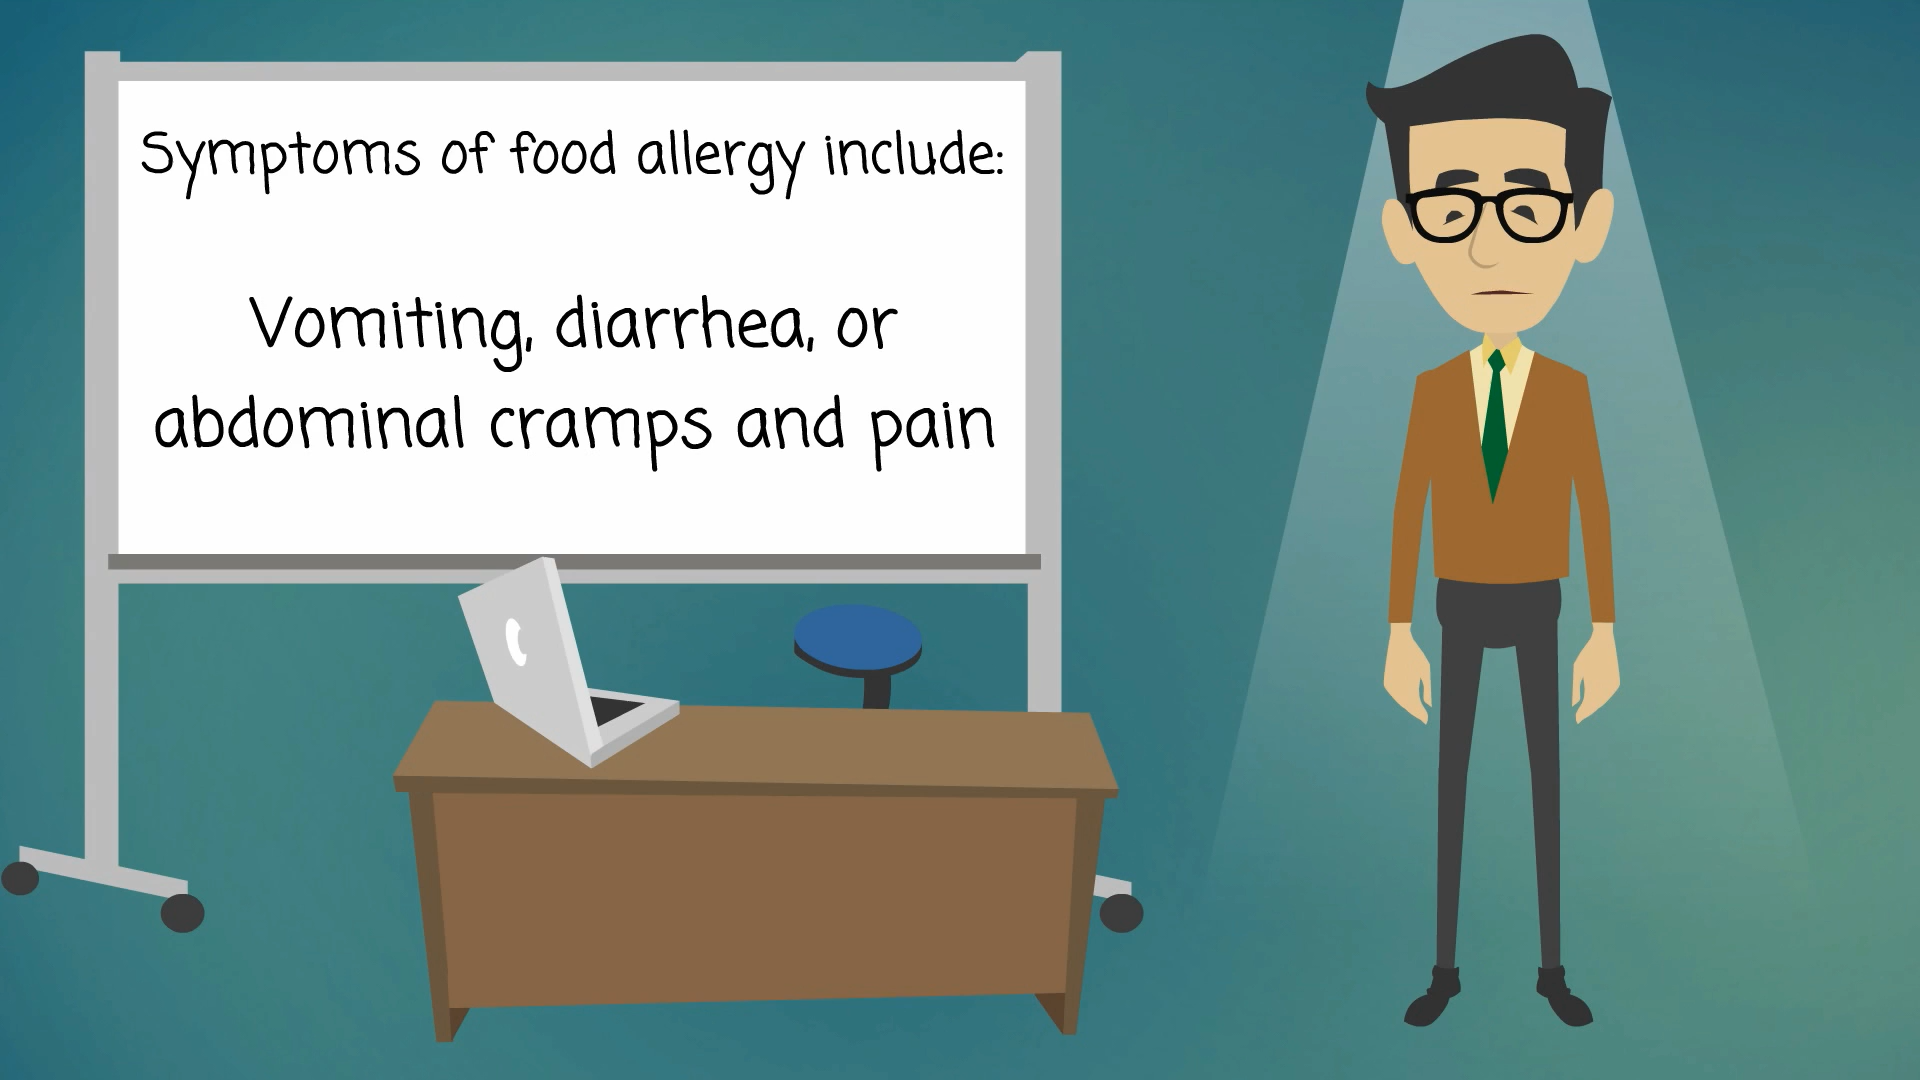 Symptoms of food allergy include:
Vomiting, diarrhea, or
abdominal cramps and pain